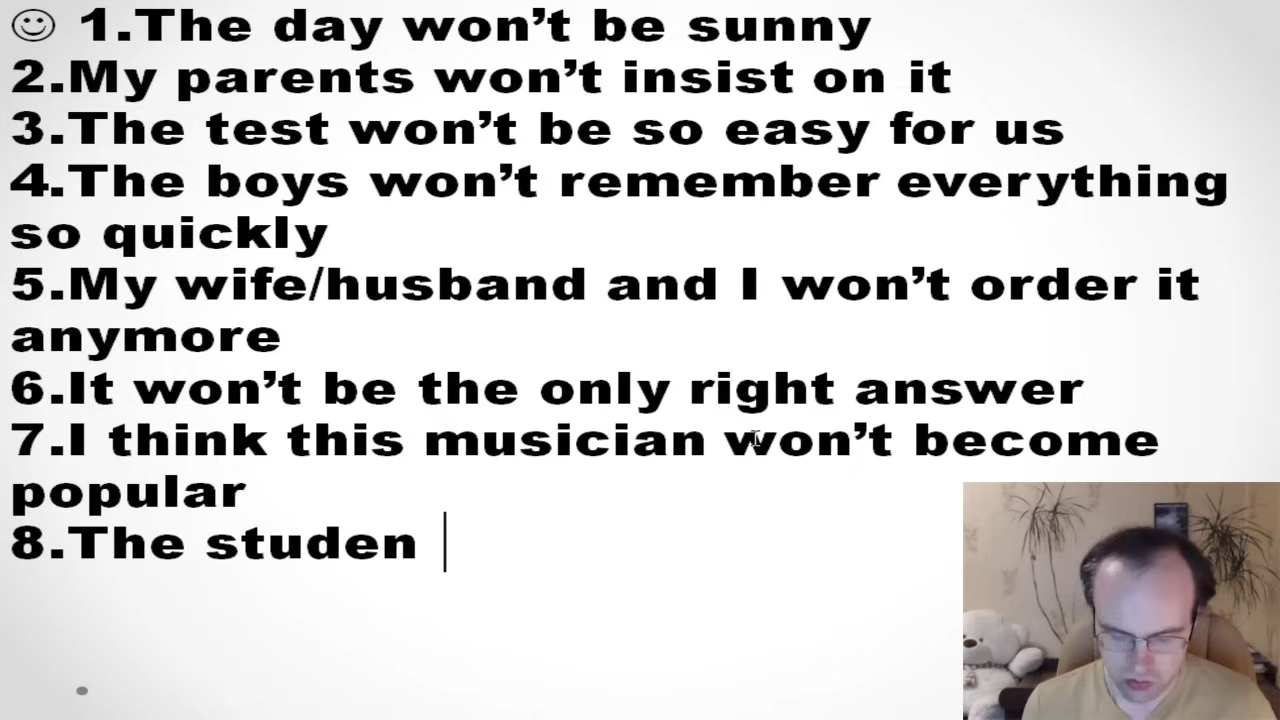 ☺ 1.The day won’t be sunny
2.My parents won’t insist on it
3.The test won’t be so easy for us
4.The boys won’t remember everything
so quickly
5.My wife/husband and I won’t order it
anymore
6.It won’t be the only right answer
7.I think this musician won’t become
popular
8.The studen